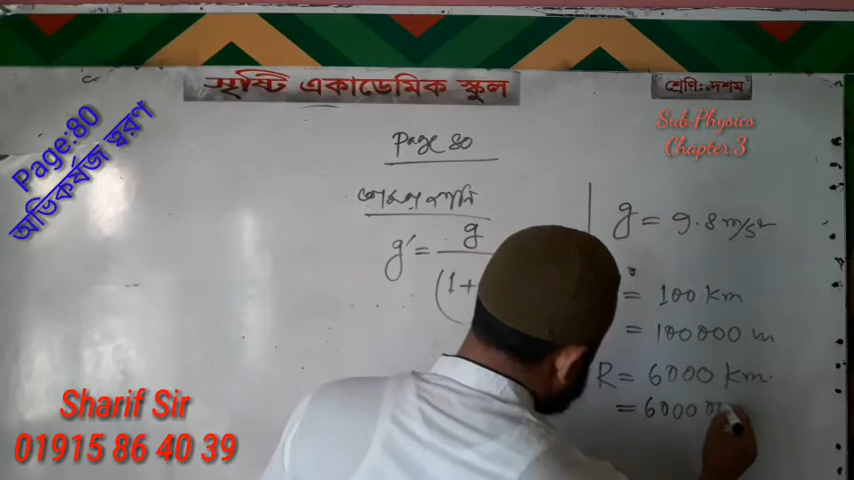 সৃষ্টি একাডেমিক স্কুল
শ্রেণি: দশম
Sub: Physics
Chapter 3
Page:80
অভিকর্ষজ ত্বরণ
Page 80
আমরা জানি
g' = g
(1+
g = 9.8 m/s²
= 100 Km
= 100000 m
R = 6000 Km
= 6000
Sharif Sir
01915 86 40 39